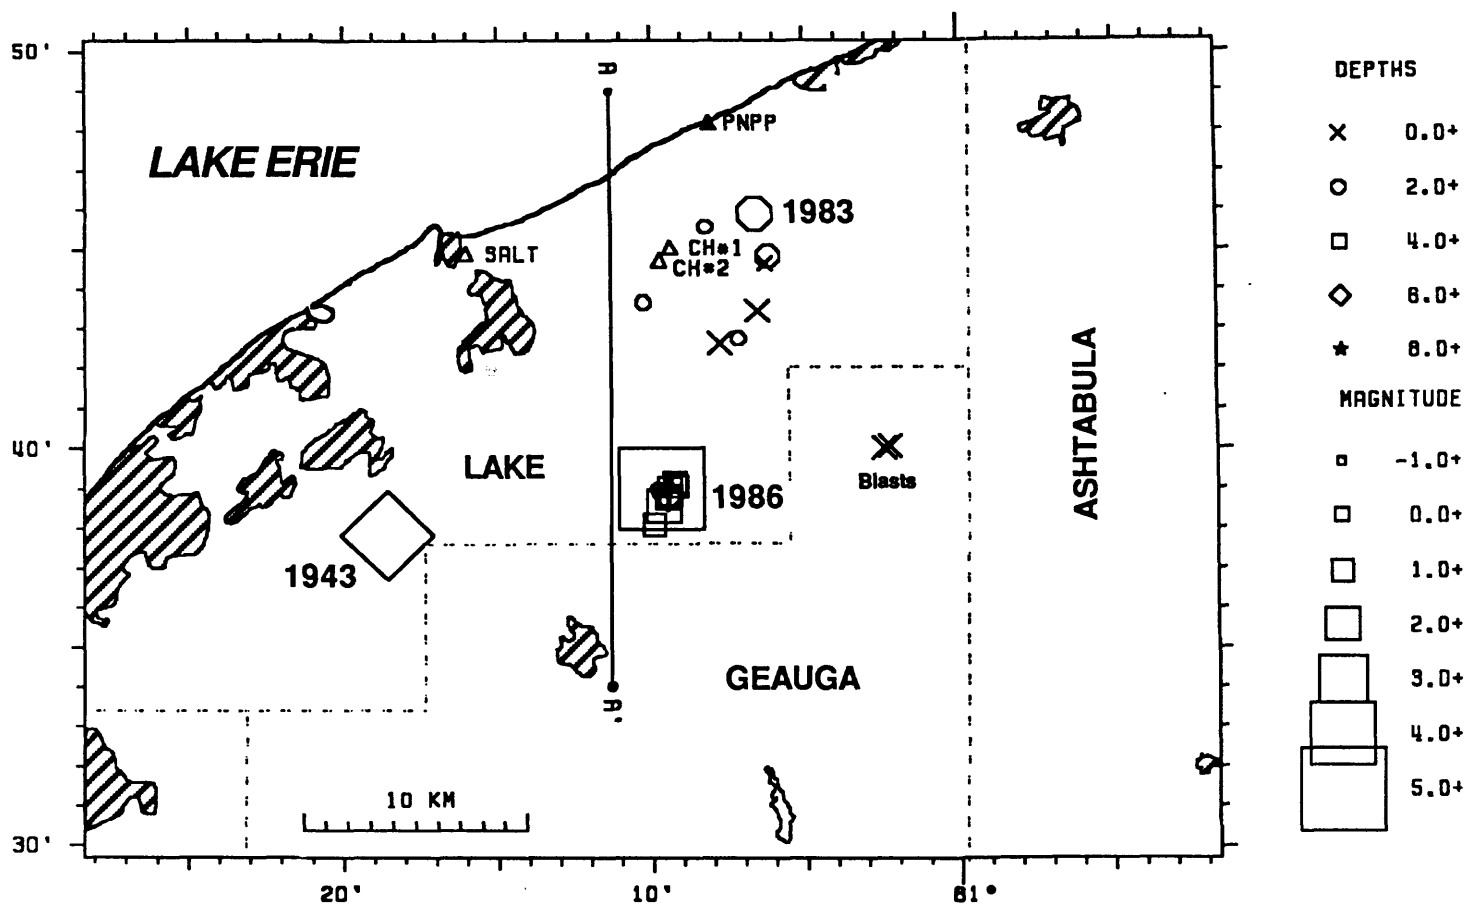 50'
A
PNPP
LAKE ERIE
1983
SALT
CH#1
CH#2
40'
LAKE
1986
Blasts
ASHTABULA
1943
GEAUGA
A'
10 KM
30'
20'
10'
81°
DEPTHS
0.0+
2.0+
4.0+
6.0+
8.0+
MAGNITUDE
-1.0+
0.0+
1.0+
2.0+
3.0+
4.0+
5.0+